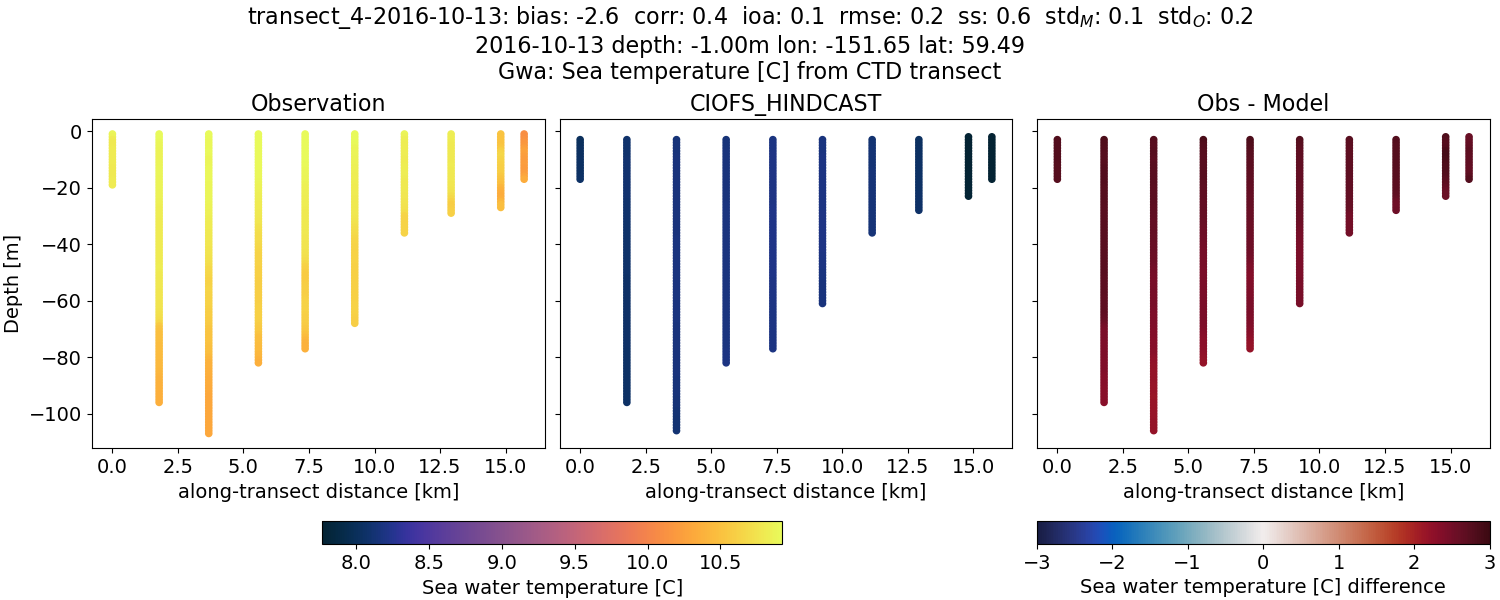 transect_4-2016-10-13: bias: -2.6  corr: 0.4  ioa: 0.1  rmse: 0.2  ss: 0.6  std_M: 0.1  std_O: 0.2
2016-10-13 depth: -1.00m lon: -151.65 lat: 59.49
Gwa: Sea temperature [C] from CTD transect
Observation
CIOFS_HINDCAST
Obs - Model
Depth [m]
0
−20
−40
−60
−80
−100
0.0 2.5 5.0 7.5 10.0 12.5 15.0
0.0 2.5 5.0 7.5 10.0 12.5 15.0
0.0 2.5 5.0 7.5 10.0 12.5 15.0
along-transect distance [km]
along-transect distance [km]
along-transect distance [km]
8.0 8.5 9.0 9.5 10.0 10.5
Sea water temperature [C]
−3 −2 −1 0 1 2 3
Sea water temperature [C] difference